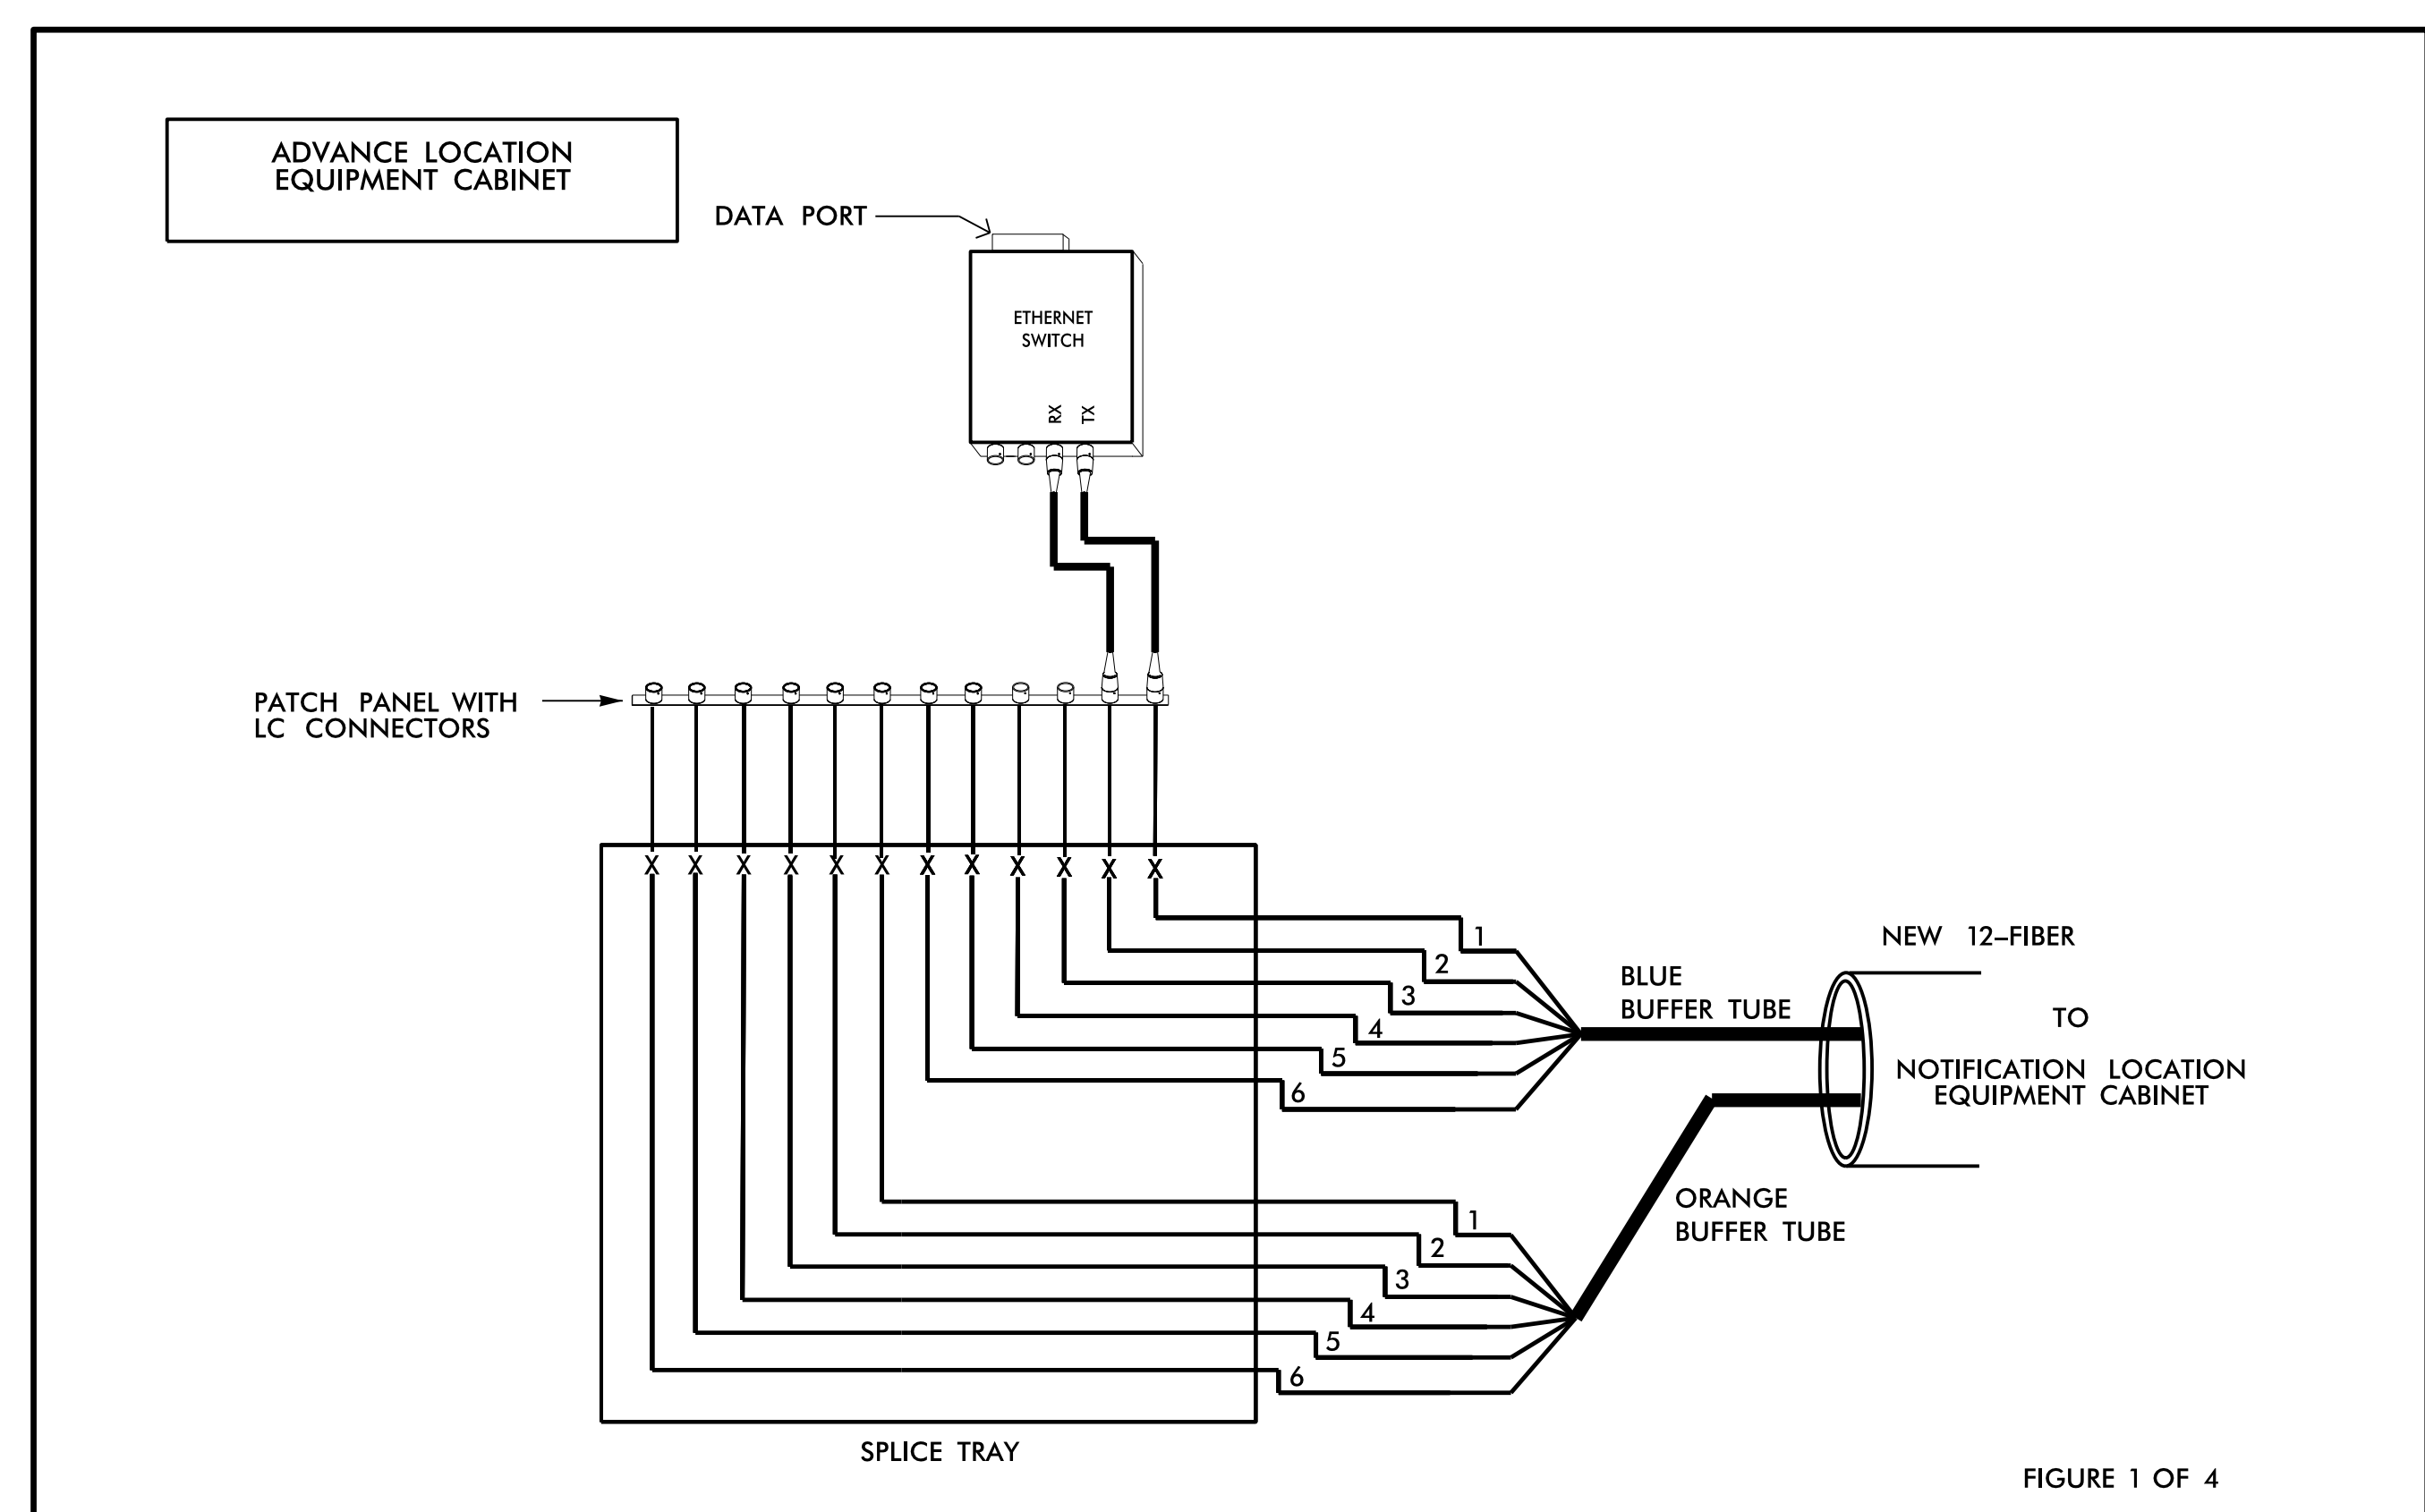 ADVANCE LOCATION
EQUIPMENT CABINET
DATA PORT
ETHERNET
SWITCH
RX
TX
PATCH PANEL WITH
LC CONNECTORS
X X X X X X X X X X X X
1
2
3
4
5
6
BLUE
BUFFER TUBE
NEW 12–FIBER
TO
NOTIFICATION LOCATION
EQUIPMENT CABINET
ORANGE
BUFFER TUBE
1
2
3
4
5
6
SPLICE TRAY
FIGURE 1 OF 4